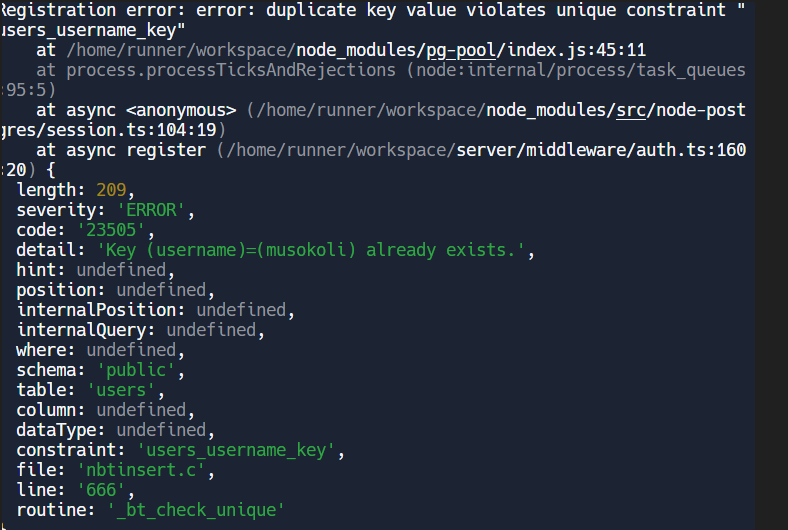 Registration error: error: duplicate key value violates unique constraint "
users_username_key"
at /home/runner/workspace/node_modules/pg-pool/index.js:45:11
at process.processTicksAndRejections (node:internal/process/task_queues
:95:5)
at async <anonymous> (/home/runner/workspace/node_modules/src/node-post
gres/session.ts:104:19)
at async register (/home/runner/workspace/server/middleware/auth.ts:160
:20) {
length: 209,
severity: 'ERROR',
code: '23505',
detail: 'Key (username)=(musokoli) already exists.',
hint: undefined,
position: undefined,
internalPosition: undefined,
internalQuery: undefined,
where: undefined,
schema: 'public',
table: 'users',
column: undefined,
dataType: undefined,
constraint: 'users_username_key',
file: 'nbtinsert.c',
line: '666',
routine: '_bt_check_unique'